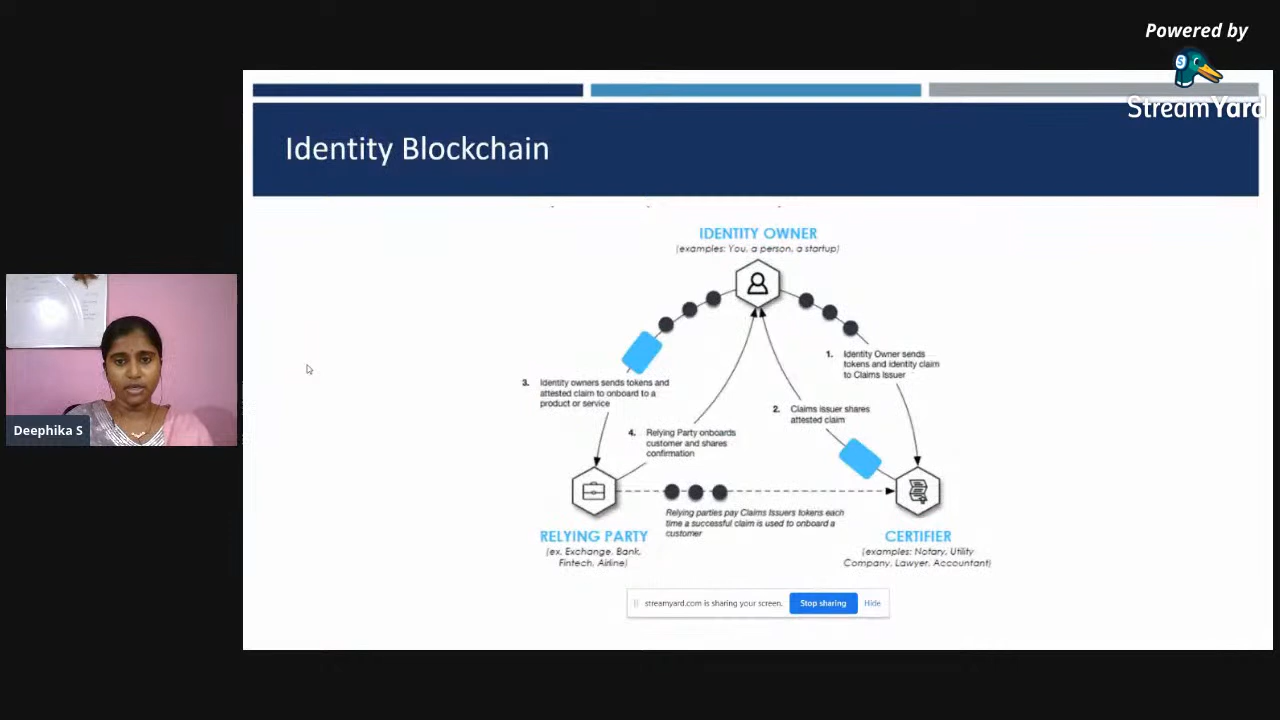 Powered by
StreamYard
Identity Blockchain
IDENTITY OWNER
(examples: You, a person, a startup)
1. Identity Owner sends
tokens and identity claim
to Claims Issuer
3. Identity owners sends tokens and
attested claim to onboard to a
product or service
2. Claims issuer shares
attested claim
4. Relying Party onboards
customer and shares
confirmation
Relying parties pay Claims Issuers tokens each
time a successful claim is used to onboard a
customer
RELYING PARTY
(ex. Exchange, Bank,
Fintech, Airline)
CERTIFIER
(examples: Notary, Utility
Company, Lawyer, Accountant)
streamyard.com is sharing your screen.
Stop sharing
Hide
Deephika S